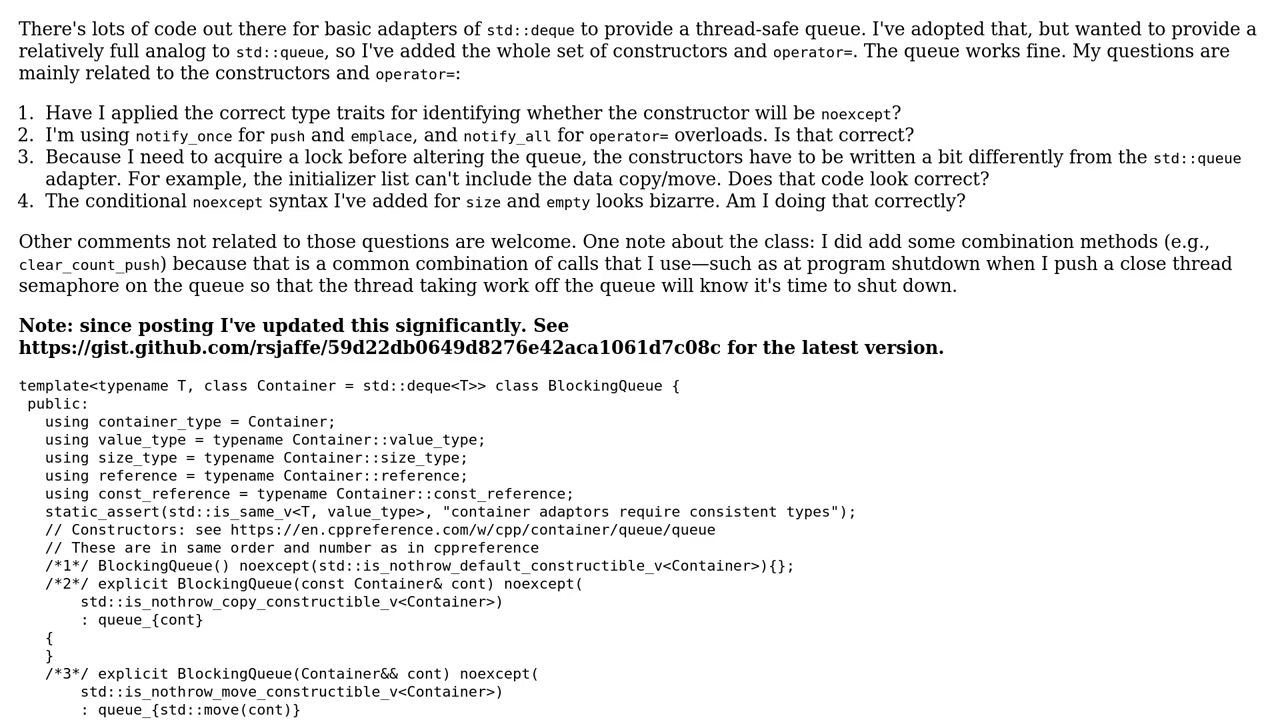 There's lots of code out there for basic adapters of std::deque to provide a thread-safe queue. I've adopted that, but wanted to provide a
relatively full analog to std::queue, so I've added the whole set of constructors and operator=. The queue works fine. My questions are
mainly related to the constructors and operator=:
1. Have I applied the correct type traits for identifying whether the constructor will be noexcept?
2. I'm using notify_once for push and emplace, and notify_all for operator= overloads. Is that correct?
3. Because I need to acquire a lock before altering the queue, the constructors have to be written a bit differently from the std::queue
adapter. For example, the initializer list can't include the data copy/move. Does that code look correct?
4. The conditional noexcept syntax I've added for size and empty looks bizarre. Am I doing that correctly?
Other comments not related to those questions are welcome. One note about the class: I did add some combination methods (e.g.,
clear_count_push) because that is a common combination of calls that I use—such as at program shutdown when I push a close thread
semaphore on the queue so that the thread taking work off the queue will know it's time to shut down.
Note: since posting I've updated this significantly. See
https://gist.github.com/rsjaffe/59d22db0649d8276e42aca1061d7c08c for the latest version.
template<typename T, class Container = std::deque<T>> class BlockingQueue {
 public:
   using container_type = Container;
   using value_type = typename Container::value_type;
   using size_type = typename Container::size_type;
   using reference = typename Container::reference;
   using const_reference = typename Container::const_reference;
   static_assert(std::is_same_v<T, value_type>, "container adaptors require consistent types");
   // Constructors: see https://en.cppreference.com/w/cpp/container/queue/queue
   // These are in same order and number as in cppreference
   /*1*/ BlockingQueue() noexcept(std::is_nothrow_default_constructible_v<Container>){};
   /*2*/ explicit BlockingQueue(const Container& cont) noexcept(
       std::is_nothrow_copy_constructible_v<Container>)
       : queue_{cont}
   {
   }
   /*3*/ explicit BlockingQueue(Container&& cont) noexcept(
       std::is_nothrow_move_constructible_v<Container>)
       : queue_{std::move(cont)}